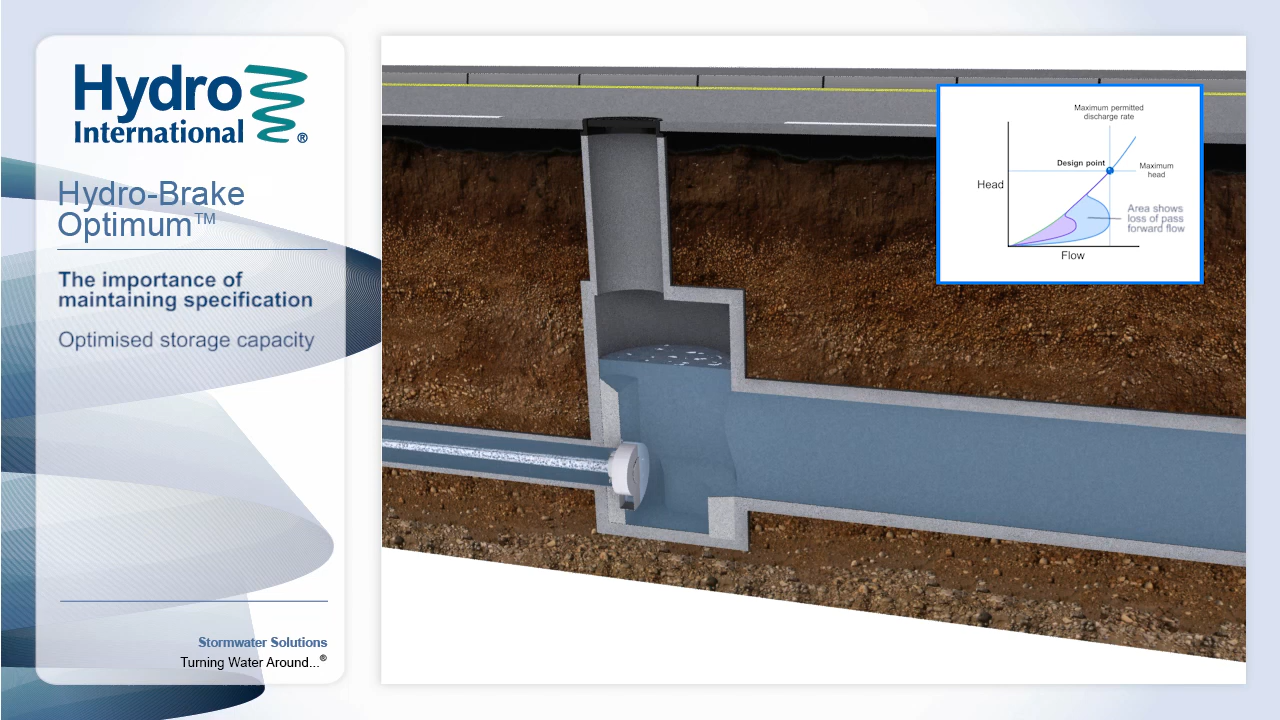 Hydro
International ®
Hydro-Brake
Optimum™
The importance of
maintaining specification
Optimised storage capacity
Stormwater Solutions
Turning Water Around...®
Maximum permitted
discharge rate
Design point
Maximum
head
Head
Area shows
loss of pass
forward flow
Flow